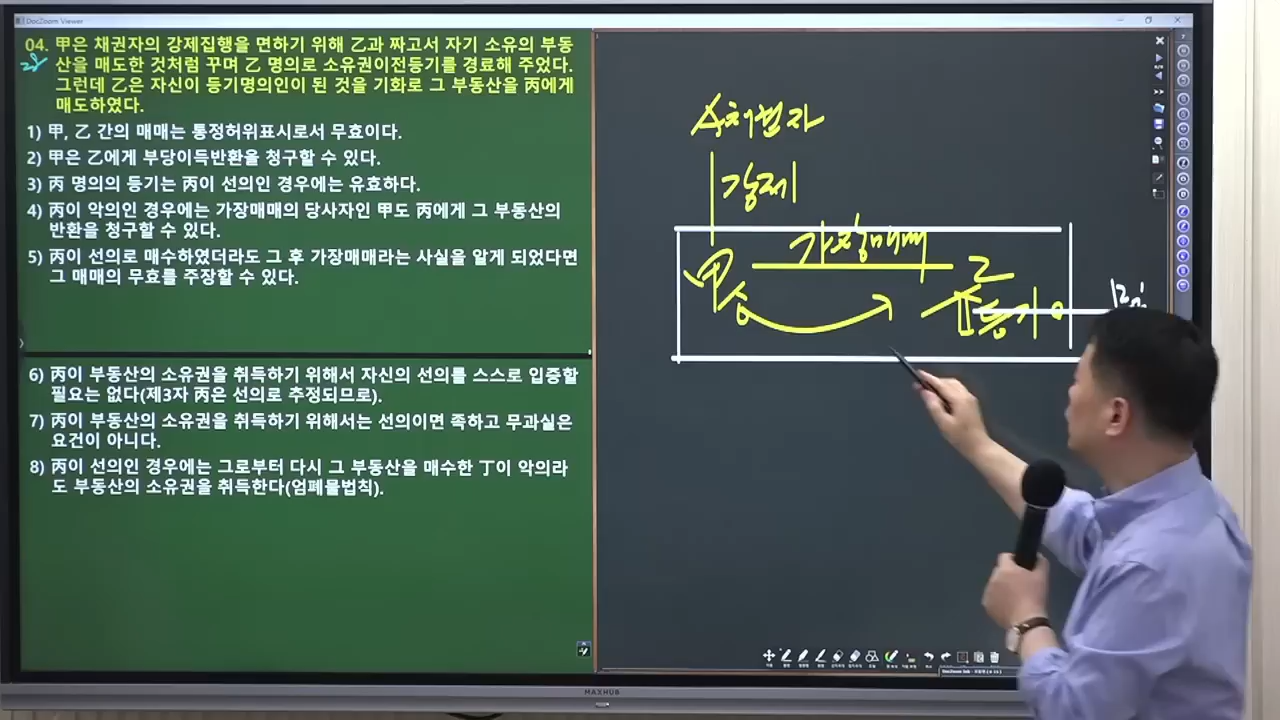 DocZoom Viewer
04. 甲은 채권자의 강제집행을 면하기 위해 乙과 짜고서 자기 소유의 부동
산을 매도한 것처럼 꾸며 乙 명의로 소유권이전등기를 경료해 주었다.
그런데 乙은 자신이 등기명의인이 된 것을 기화로 그 부동산을 丙에게
매도하였다.
1) 甲, 乙 간의 매매는 통정허위표시로서 무효이다.
2) 甲은 乙에게 부당이득반환을 청구할 수 있다.
3) 丙 명의의 등기는 丙이 선의인 경우에는 유효하다.
4) 丙이 악의인 경우에는 가장매매의 당사자인 甲도 丙에게 그 부동산의
반환을 청구할 수 있다.
5) 丙이 선의로 매수하였더라도 그 후 가장매매라는 사실을 알게 되었다면
그 매매의 무효를 주장할 수 있다.
6) 丙이 부동산의 소유권을 취득하기 위해서 자신의 선의를 스스로 입증할
필요는 없다(제3자 丙은 선의로 추정되므로).
7) 丙이 부동산의 소유권을 취득하기 위해서는 선의이면 족하고 무과실은
요건이 아니다.
8) 丙이 선의인 경우에는 그로부터 다시 그 부동산을 매수한 丁이 악의라
도 부동산의 소유권을 취득한다(엄폐물법칙).
A채권자
강제
가장매매
甲
乙
등기
MAXHUB